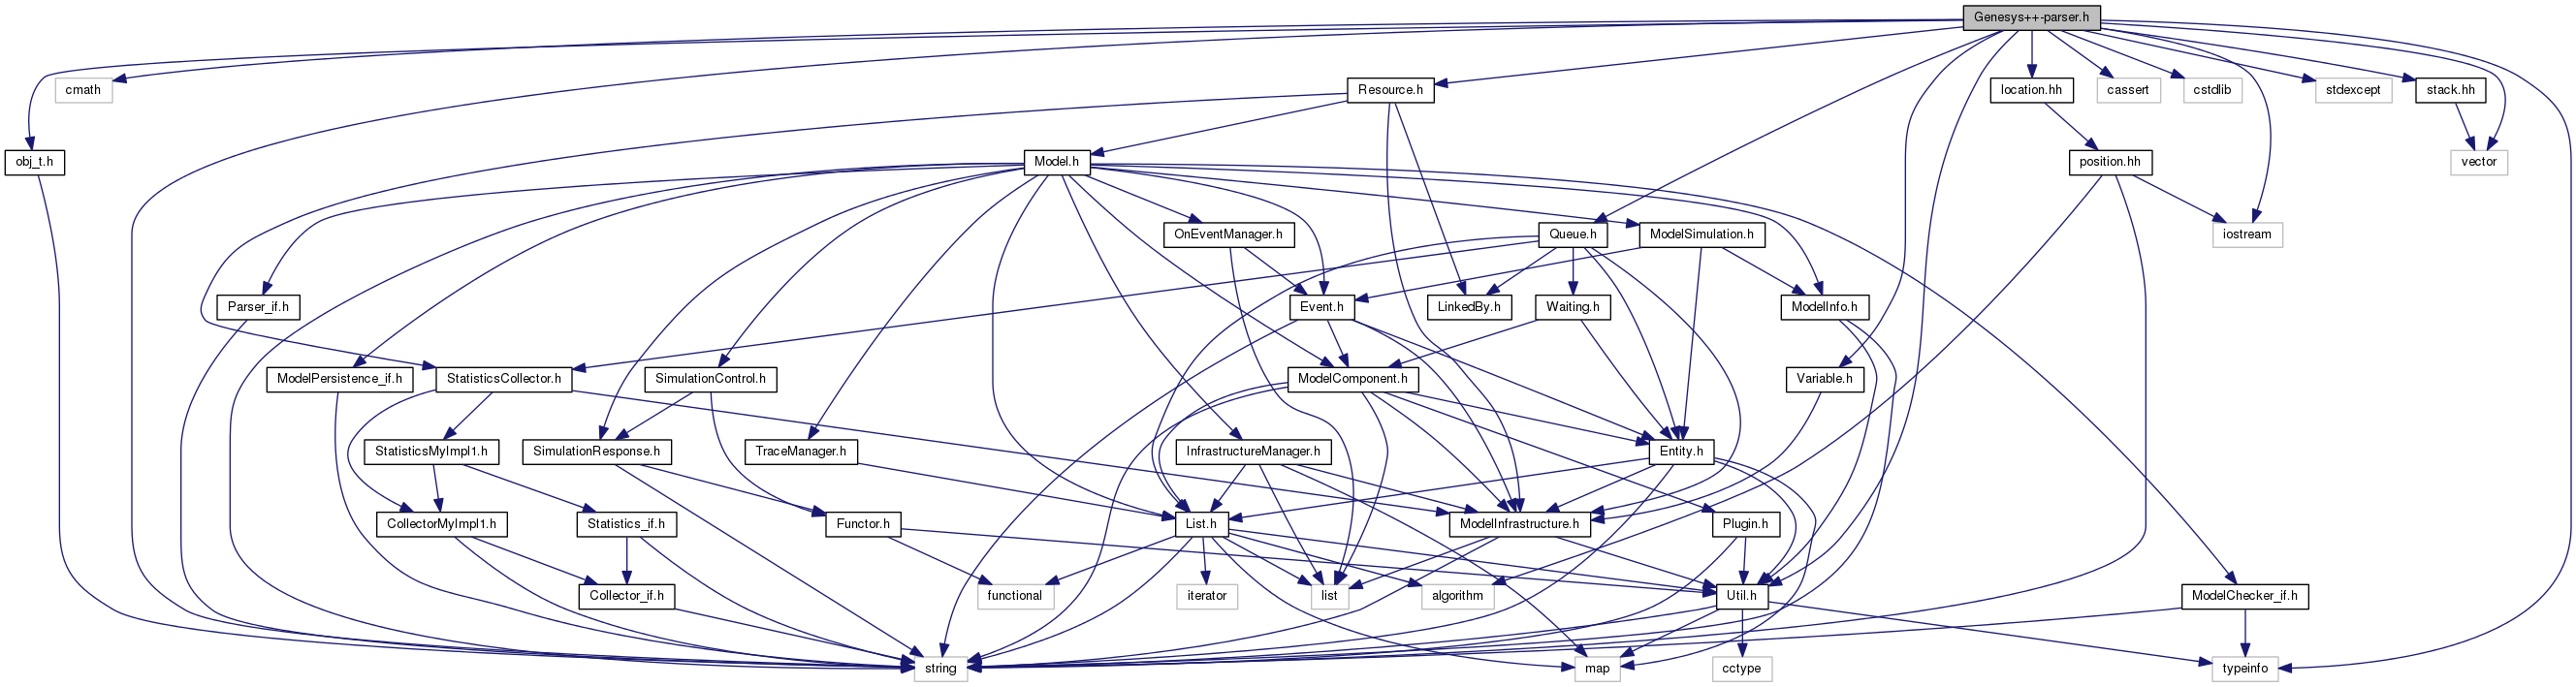 Genesys++-parser.h
cmath
Resource.h
location.hh
cassert
cstdlib
stdexcept
stack.hh
obj_t.h
Model.h
position.hh
vector
OnEventManager.h
Queue.h
ModelSimulation.h
iostream
Parser_if.h
Event.h
LinkedBy.h
Waiting.h
ModelInfo.h
ModelPersistence_if.h
StatisticsCollector.h
SimulationControl.h
ModelComponent.h
Variable.h
StatisticsMyImpl1.h
SimulationResponse.h
TraceManager.h
InfrastructureManager.h
Entity.h
CollectorMyImpl1.h
Statistics_if.h
Functor.h
List.h
ModelInfrastructure.h
Plugin.h
Collector_if.h
functional
iterator
list
algorithm
Util.h
ModelChecker_if.h
string
map
cctype
typeinfo